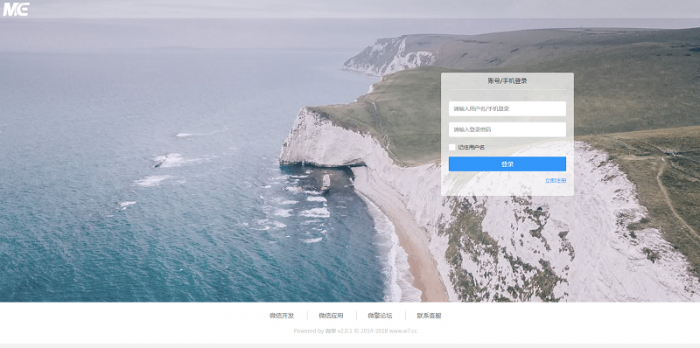 账号/手机登录
请输入用户名/手机登录
请输入登录密码
记住用户名
登录
立即注册
微信开发 微信应用 微擎论坛 联系客服
Powered by 微擎 v2.0.1 © 2014-2018 www.w7.cc